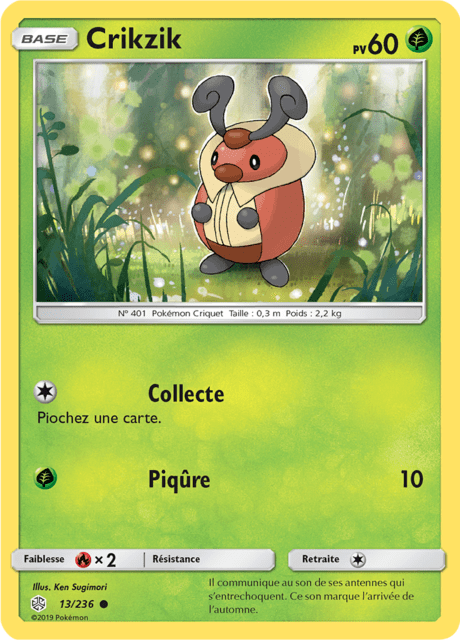 BASE Crikzik PV60
Nº 401 Pokémon Criquet Taille : 0,3 m Poids : 2,2 kg
Collecte
Piochez une carte.
Piqûre 10
Faiblesse ×2 Résistance Retraite
Illus. Ken Sugimori
13/236
©2019 Pokémon
Il communique au son de ses antennes qui
s'entrechoquent. Ce son marque l'arrivée de
l'automne.